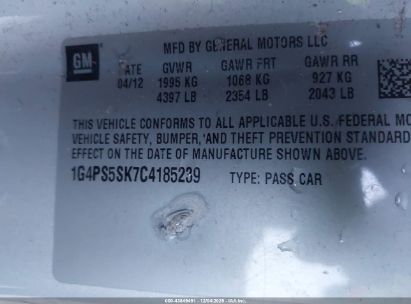 GM
MFD BY GENERAL MOTORS LLC
DATE GVWR GAWR FRT GAWR RR
04/12 1995 KG 1068 KG 927 KG
4397 LB 2354 LB 2043 LB
THIS VEHICLE CONFORMS TO ALL APPLICABLE U.S./FEDERAL MO
VEHICLE SAFETY, BUMPER, AND THEFT PREVENTION STANDARD
EFFECT ON THE DATE OF MANUFACTURE SHOWN ABOVE.
1G4PS5SK7C4185239 TYPE: PASS CAR